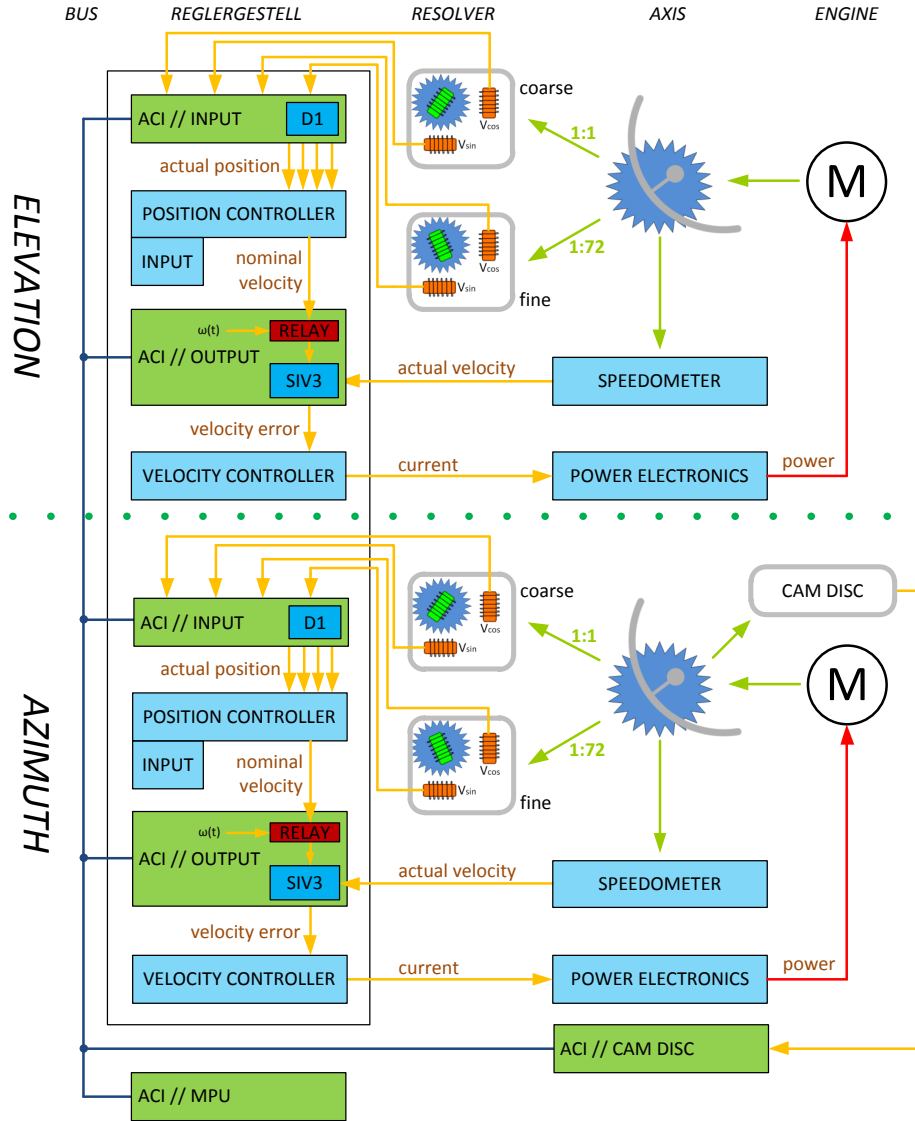 BUS REGLERGESTELL RESOLVER AXIS ENGINE
ELEVATION
ACI // INPUT D1
actual position
POSITION CONTROLLER
INPUT
nominal velocity
ω(t) RELAY
ACI // OUTPUT
SIV3
velocity error
VELOCITY CONTROLLER
coarse
Vcos
Vsin
1:1
Vcos
Vsin
1:72
fine
M
actual velocity
SPEEDOMETER
current
POWER ELECTRONICS
power
AZIMUTH
ACI // INPUT D1
actual position
POSITION CONTROLLER
INPUT
nominal velocity
ω(t) RELAY
ACI // OUTPUT
SIV3
velocity error
VELOCITY CONTROLLER
coarse
Vcos
Vsin
1:1
Vcos
Vsin
1:72
fine
CAM DISC
M
actual velocity
SPEEDOMETER
current
POWER ELECTRONICS
power
ACI // CAM DISC
ACI // MPU